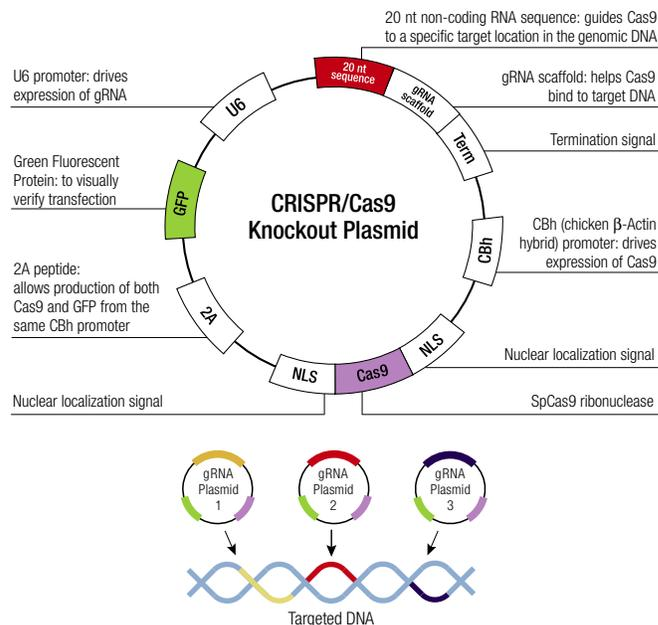 20 nt non-coding RNA sequence: guides Cas9
to a specific target location in the genomic DNA
U6 promoter: drives
expression of gRNA
gRNA scaffold: helps Cas9
bind to target DNA
Termination signal
Green Fluorescent
Protein: to visually
verify transfection
CBh (chicken β-Actin
hybrid) promoter: drives
expression of Cas9
2A peptide:
allows production of both
Cas9 and GFP from the
same CBh promoter
Nuclear localization signal
Nuclear localization signal
SpCas9 ribonuclease
20 nt
sequence
gRNA
scaffold
Term
CBh
NLS
Cas9
NLS
2A
GFP
U6
CRISPR/Cas9
Knockout Plasmid
gRNA
Plasmid
1
gRNA
Plasmid
2
gRNA
Plasmid
3
Targeted DNA